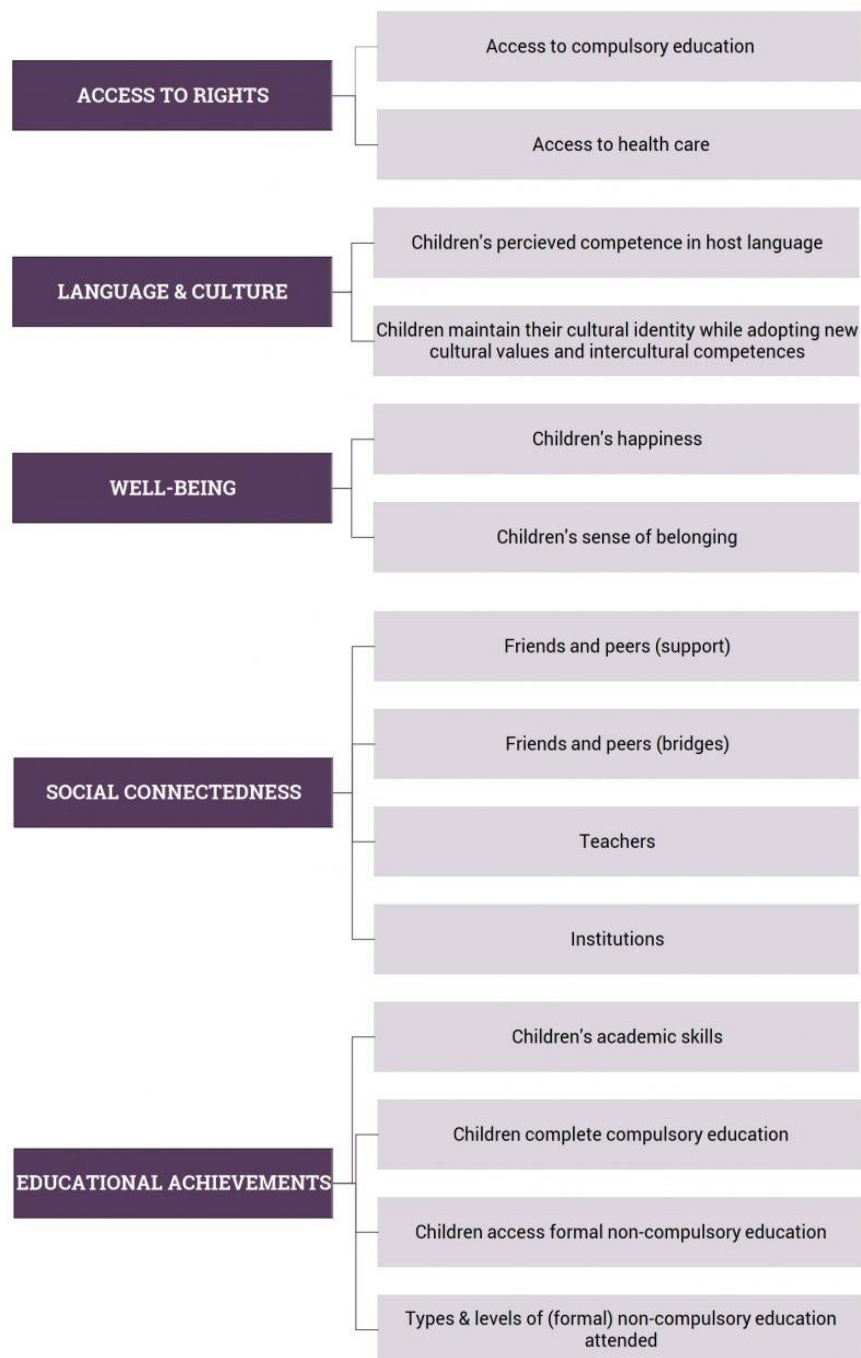 ACCESS TO RIGHTS
Access to compulsory education
Access to health care
LANGUAGE & CULTURE
Children's percieved competence in host language
Children maintain their cultural identity while adopting new
cultural values and intercultural competences
WELL-BEING
Children's happiness
Children's sense of belonging
SOCIAL CONNECTEDNESS
Friends and peers (support)
Friends and peers (bridges)
Teachers
Institutions
EDUCATIONAL ACHIEVEMENTS
Children's academic skills
Children complete compulsory education
Children access formal non-compulsory education
Types & levels of (formal) non-compulsory education
attended